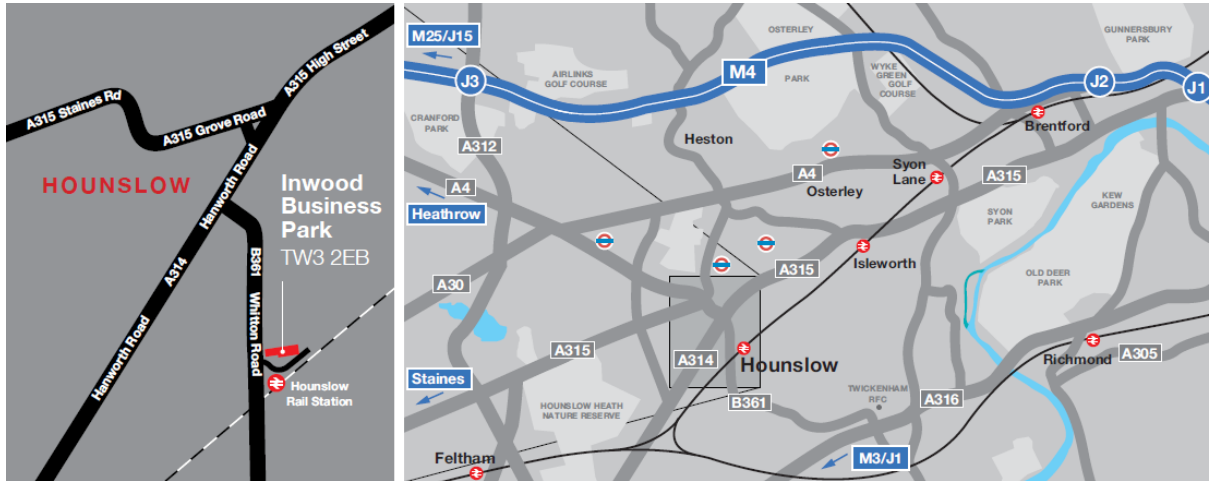 A315 High Street
A315 Staines Rd
A315 Grove Road
HOUNSLOW
Hanworth Road
Inwood
Business
Park
TW3 2EB
A314
B361
Whitton Road
Hanworth Road
Hounslow
Rail Station
M25/J15
OSTERLEY
PARK
GUNNERSBURY
PARK
J3
AIRLINKS
GOLF COURSE
M4
WYKE
GREEN
GOLF
COURSE
J2
J1
CRANFORD
PARK
A312
Heston
Brentford
A4
Heathrow
A4
Osterley
Syon
Lane
A315
SYON
PARK
KEW
GARDENS
A315
Isleworth
OLD DEER
PARK
A30
A315
A314
Hounslow
Richmond
A305
Staines
HOUNSLOW HEATH
NATURE RESERVE
B361
TWICKENHAM
RFC
A316
Feltham
M3/J1